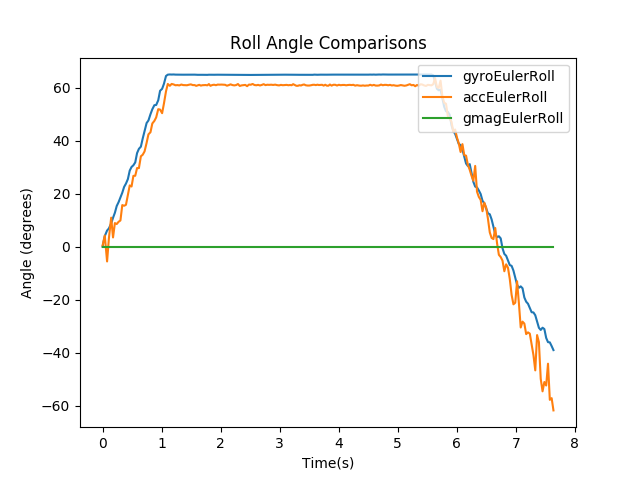 Roll Angle Comparisons
gyroEulerRoll
accEulerRoll
gmagEulerRoll
Angle (degrees)
60
40
20
0
−20
−40
−60
0 1 2 3 4 5 6 7 8
Time(s)